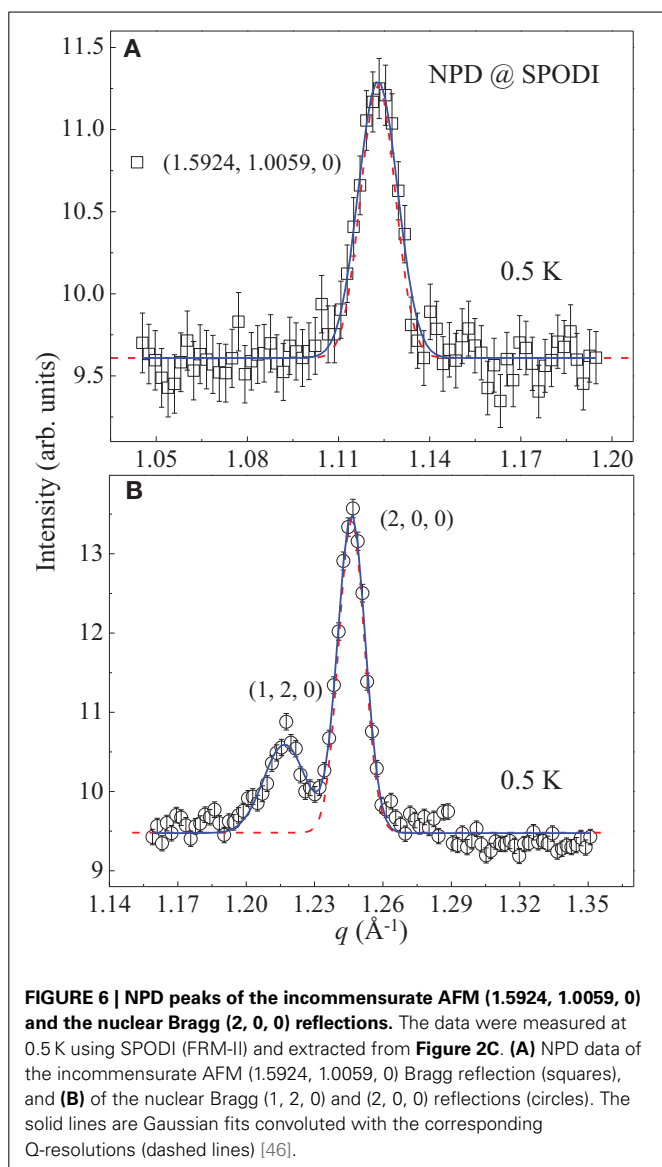 A
NPD @ SPODI
11.5
11.0
10.5
10.0
9.5
(1.5924, 1.0059, 0)
0.5 K
1.05 1.08 1.11 1.14 1.17 1.20
Intensity (arb. units)
B
(2, 0, 0)
13
12
11
10
9
(1, 2, 0)
0.5 K
1.14 1.17 1.20 1.23 1.26 1.29 1.32 1.35
q (Å-1)
FIGURE 6 | NPD peaks of the incommensurate AFM (1.5924, 1.0059, 0)
and the nuclear Bragg (2, 0, 0) reflections. The data were measured at
0.5 K using SPODI (FRM-II) and extracted from Figure 2C. (A) NPD data of
the incommensurate AFM (1.5924, 1.0059, 0) Bragg reflection (squares),
and (B) of the nuclear Bragg (1, 2, 0) and (2, 0, 0) reflections (circles). The
solid lines are Gaussian fits convoluted with the corresponding
Q-resolutions (dashed lines) [46].